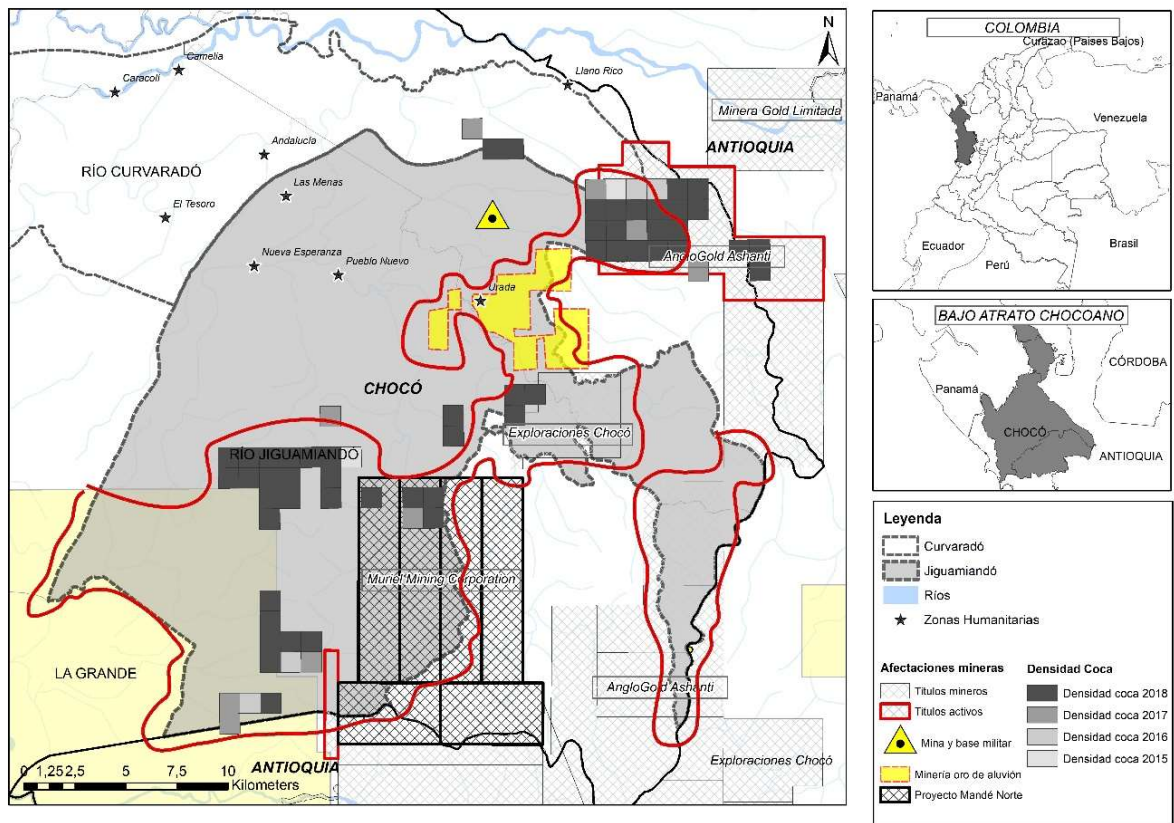 N
Camelia
Caracolí
Llano Rico
Minera Gold Limitada
ANTIOQUIA
Andalucía
RÍO CURVARADÓ
Las Menas
El Tesoro
AngloGold Ashanti
Nueva Esperanza
Pueblo Nuevo
Urada
CHOCÓ
Exploraciones Chocó
RÍO JIGUAMIANDÓ
Muriel Mining Corporation
LA GRANDE
AngloGold Ashanti
Exploraciones Chocó
ANTIOQUIA
0 1,25 2,5 5 7,5 10
Kilometers
COLOMBIA
Curazao (Paises Bajos)
Panamá
Venezuela
Ecuador
Brasil
Perú
BAJO ATRATO CHOCOANO
CÓRDOBA
Panamá
CHOCÓ
ANTIOQUIA
Leyenda
Curvaradó
Jiguamiandó
Ríos
Zonas Humanitarias
Afectaciones mineras
Titulos mineros
Titulos activos
Mina y base militar
Minería oro de aluvión
Proyecto Mandé Norte
Densidad Coca
Densidad coca 2018
Densidad coca 2017
Densidad coca 2016
Densidad coca 2015